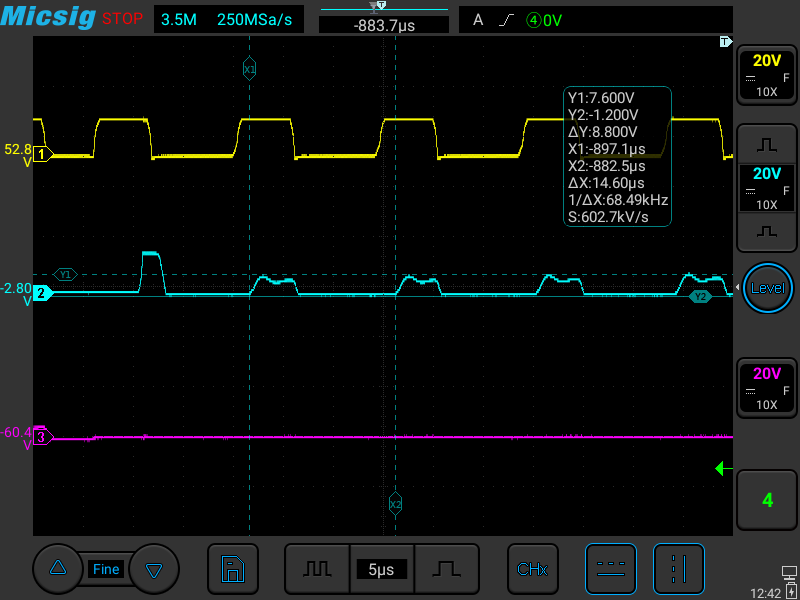 Micsig STOP 3.5M 250MSa/s T -883.7µs A 4 0V
T
X1
20V
F
10X
Y1:7.600V
Y2:-1.200V
ΔY:8.800V
X1:-897.1µs
X2:-882.5µs
ΔX:14.60µs
1/ΔX:68.49kHz
S:602.7kV/s
52.8 1
V
20V
F
10X
Y1
-2.80 2
V
Y2
Level
20V
F
10X
-60.4 3
V
X2
4
Fine 5µs CHx
12:42